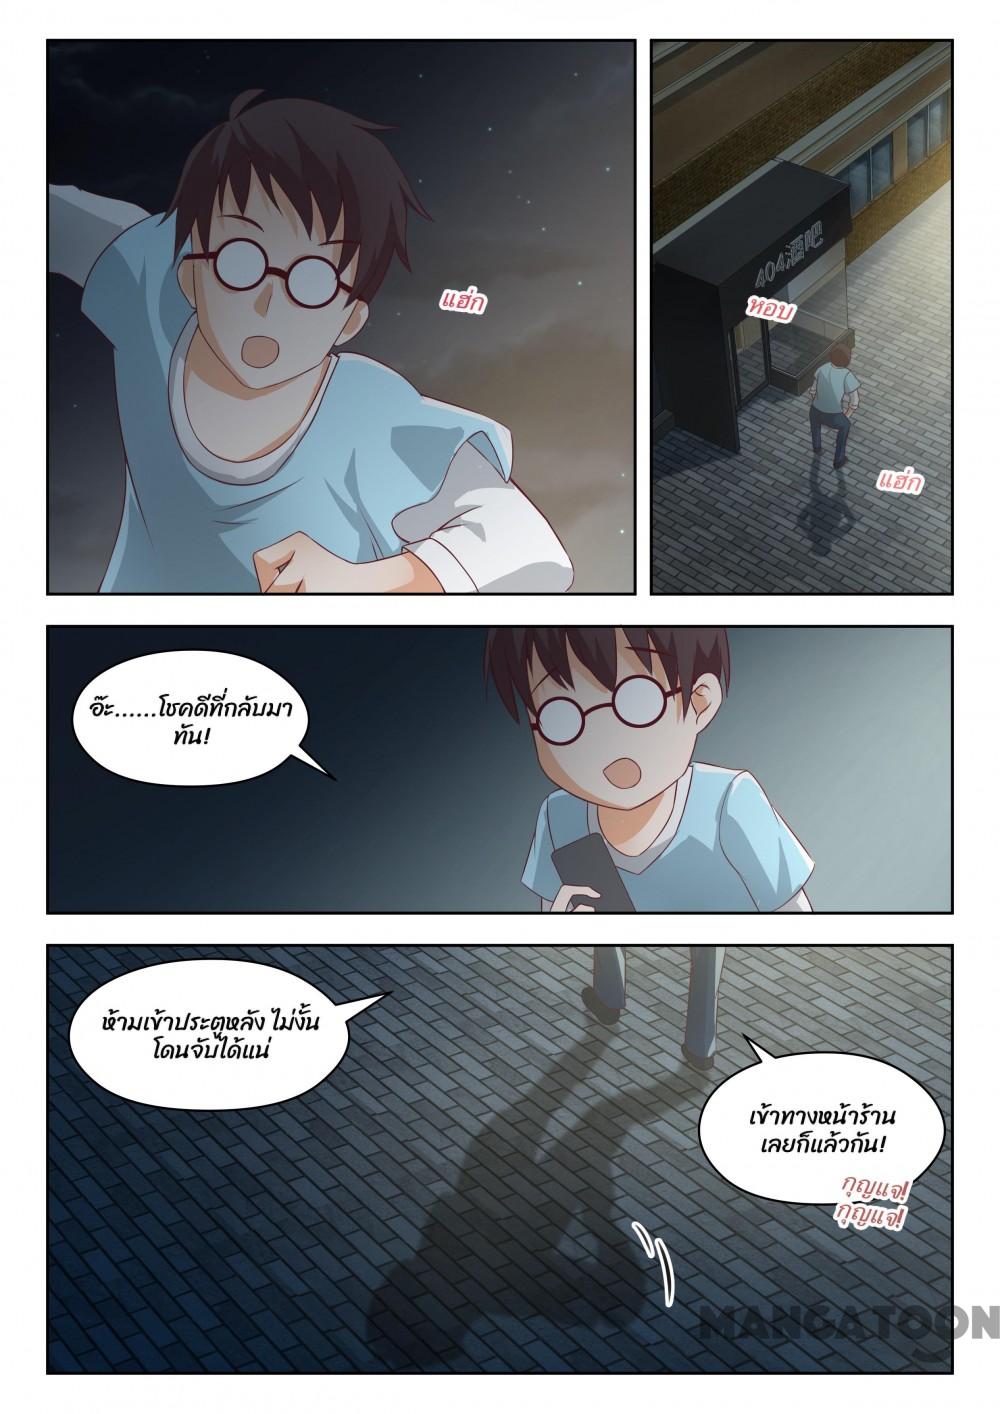 แฮ่ก
404酒吧
หอบ
แฮ่ก
อ๊ะ......โชคดีที่กลับมา
ทัน!
ห้ามเข้าประตูหลัง ไม่งั้น
โดนจับได้แน่
เข้าทางหน้าร้าน
เลยก็แล้วกัน!
กุญแจ!
กุญแจ!
MANGATOON